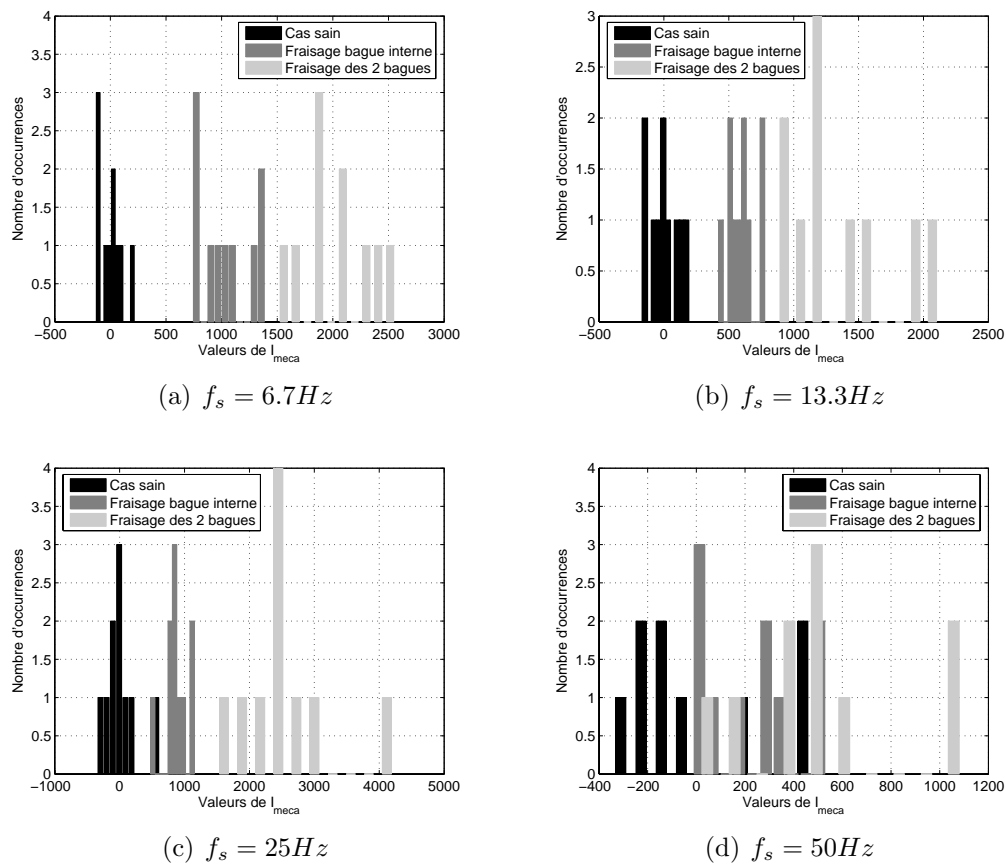 4
3.5
3
2.5
2
1.5
1
0.5
0
Nombre d'occurrences
Cas sain
Fraisage bague interne
Fraisage des 2 bagues
−500 0 500 1000 1500 2000 2500 3000
Valeurs de I_meca
(a) f_s = 6.7Hz
3
2.5
2
1.5
1
0.5
0
Nombre d'occurrences
Cas sain
Fraisage bague interne
Fraisage des 2 bagues
−500 0 500 1000 1500 2000 2500
Valeurs de I_meca
(b) f_s = 13.3Hz
4
3.5
3
2.5
2
1.5
1
0.5
0
Nombre d'occurrences
Cas sain
Fraisage bague interne
Fraisage des 2 bagues
−1000 0 1000 2000 3000 4000 5000
Valeurs de I_meca
(c) f_s = 25Hz
4
3.5
3
2.5
2
1.5
1
0.5
0
Nombre d'occurrences
Cas sain
Fraisage bague interne
Fraisage des 2 bagues
−400 −200 0 200 400 600 800 1000 1200
Valeurs de I_meca
(d) f_s = 50Hz